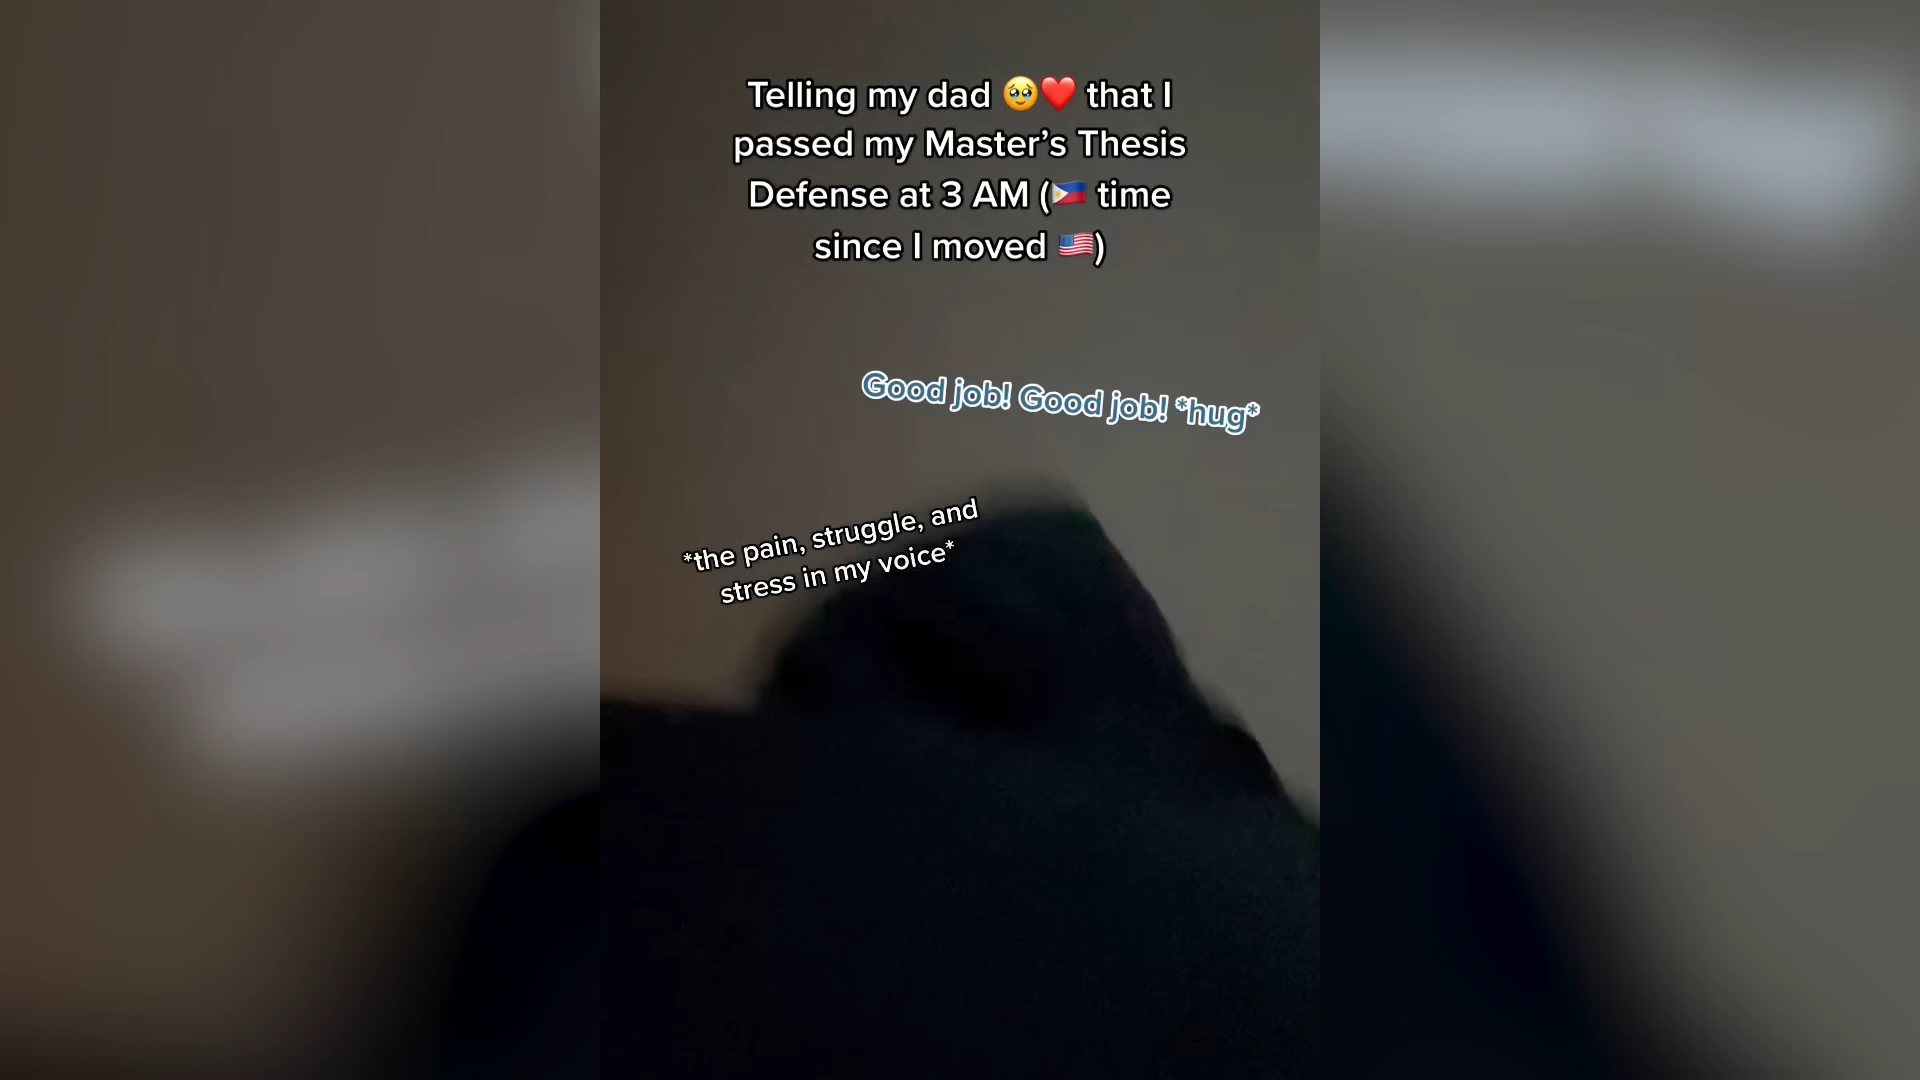 Telling my dad 🥹❤️ that I
passed my Master’s Thesis
Defense at 3 AM (🇵🇭 time
since I moved 🇺🇸)
Good job! Good job! *hug*
*the pain, struggle, and
stress in my voice*